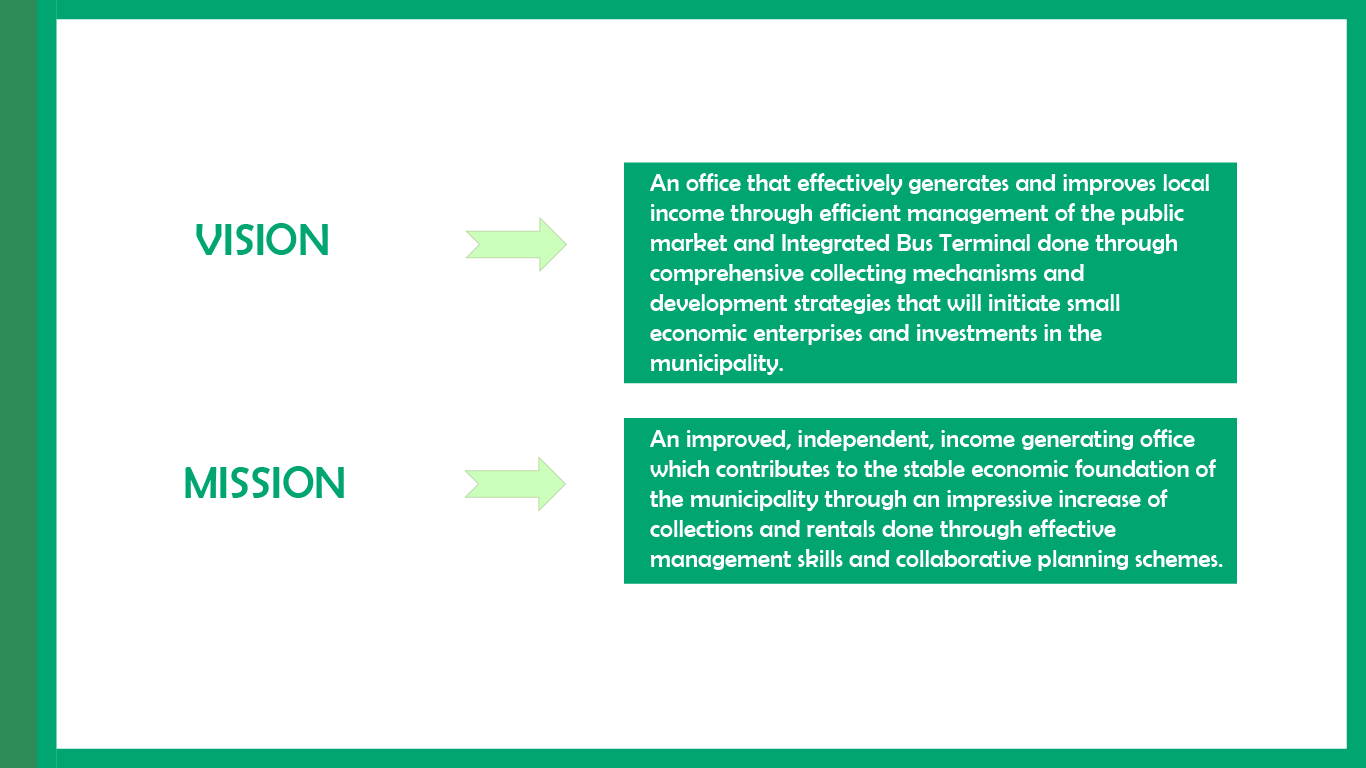 VISION
An office that effectively generates and improves local
income through efficient management of the public
market and Integrated Bus Terminal done through
comprehensive collecting mechanisms and
development strategies that will initiate small
economic enterprises and investments in the
municipality.
MISSION
An improved, independent, income generating office
which contributes to the stable economic foundation of
the municipality through an impressive increase of
collections and rentals done through effective
management skills and collaborative planning schemes.